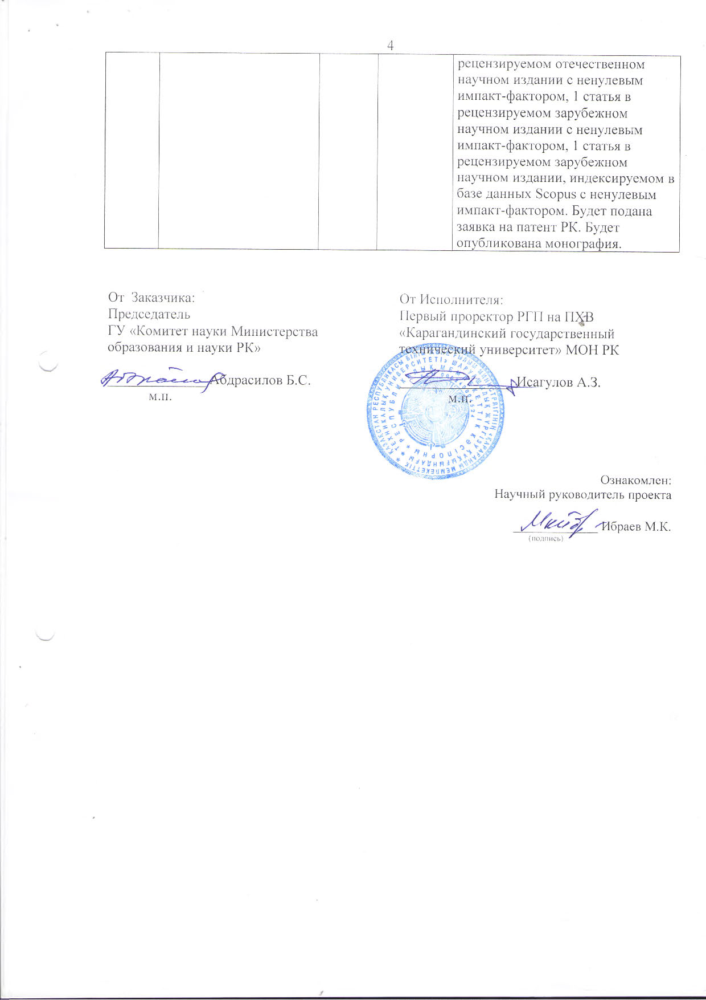 4
рецензируемом отечественном
научном издании с ненулевым
импакт-фактором, 1 статья в
рецензируемом зарубежном
научном издании с ненулевым
импакт-фактором, 1 статья в
рецензируемом зарубежном
научном издании, индексируемом в
базе данных Scopus с ненулевым
импакт-фактором. Будет подана
заявка на патент РК. Будет
опубликована монография.
От Заказчика:
Председатель
ГУ «Комитет науки Министерства
образования и науки РК»
Абдрасилов Б.С.
м.п.
От Исполнителя:
Первый проректор РГП на ПХВ
«Карагандинский государственный
технический университет» МОН РК
Исагулов А.З.
м.п.
Ознакомлен:
Научный руководитель проекта
Ибраев М.К.
(подпись)